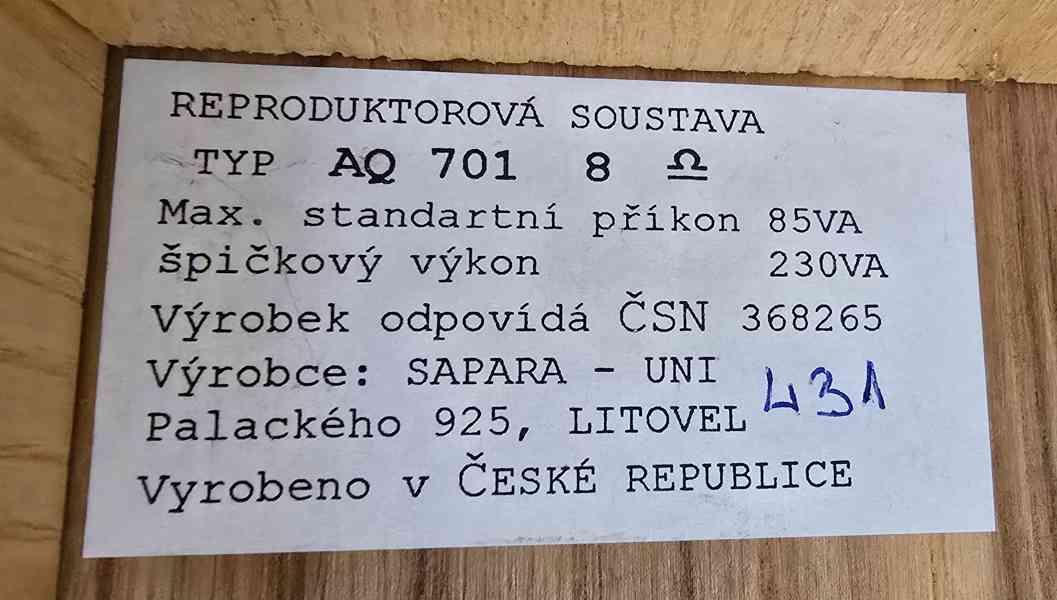 REPRODUKTOROVÁ SOUSTAVA
TYP AQ 701 8 Ω
Max. standartní příkon 85VA
špičkový výkon 230VA
Výrobek odpovídá ČSN 368265
Výrobce: SAPARA - UNI
431
Palackého 925, LITOVEL
Vyrobeno v ČESKÉ REPUBLICE